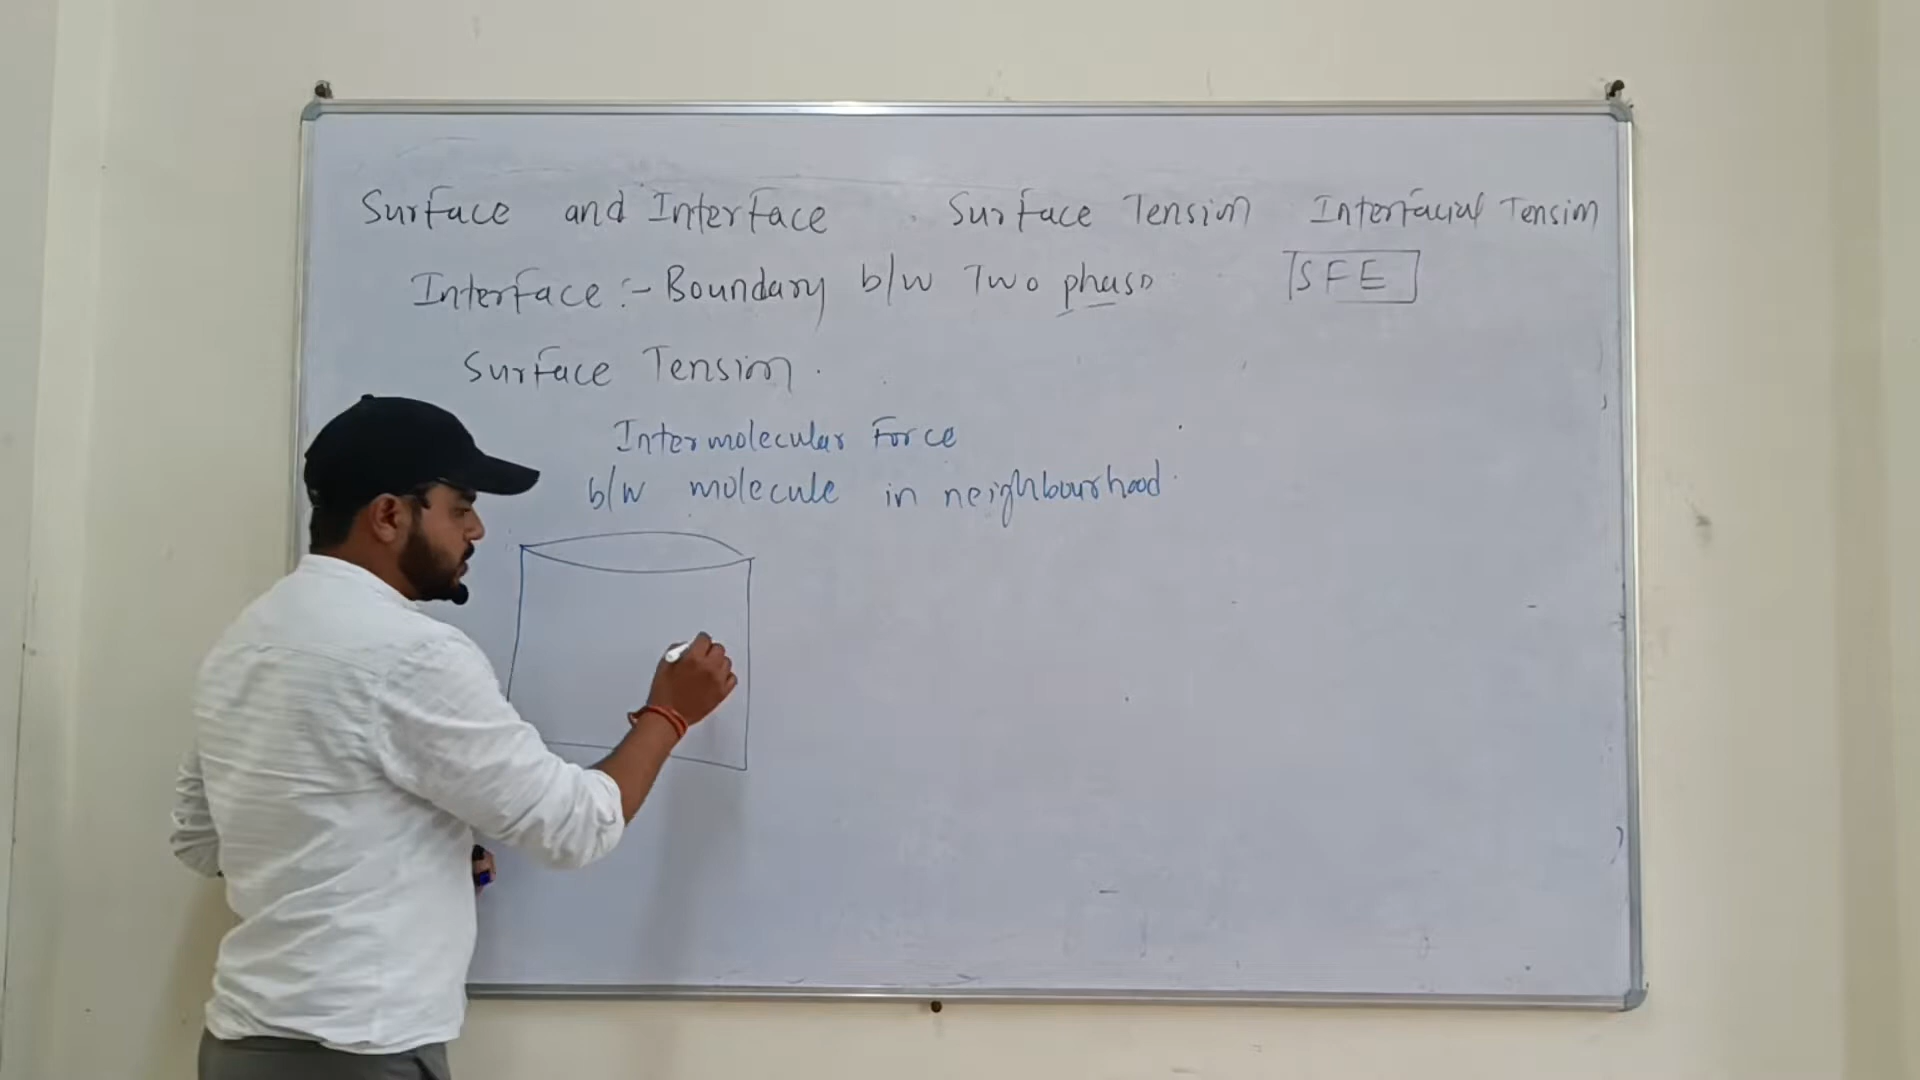 Surface and Interface Surface Tension Interfacial Tension
Interface :- Boundary b/w Two phase
SFE
Surface Tension.
Intermolecular Force
b/w molecule in neighbourhood.